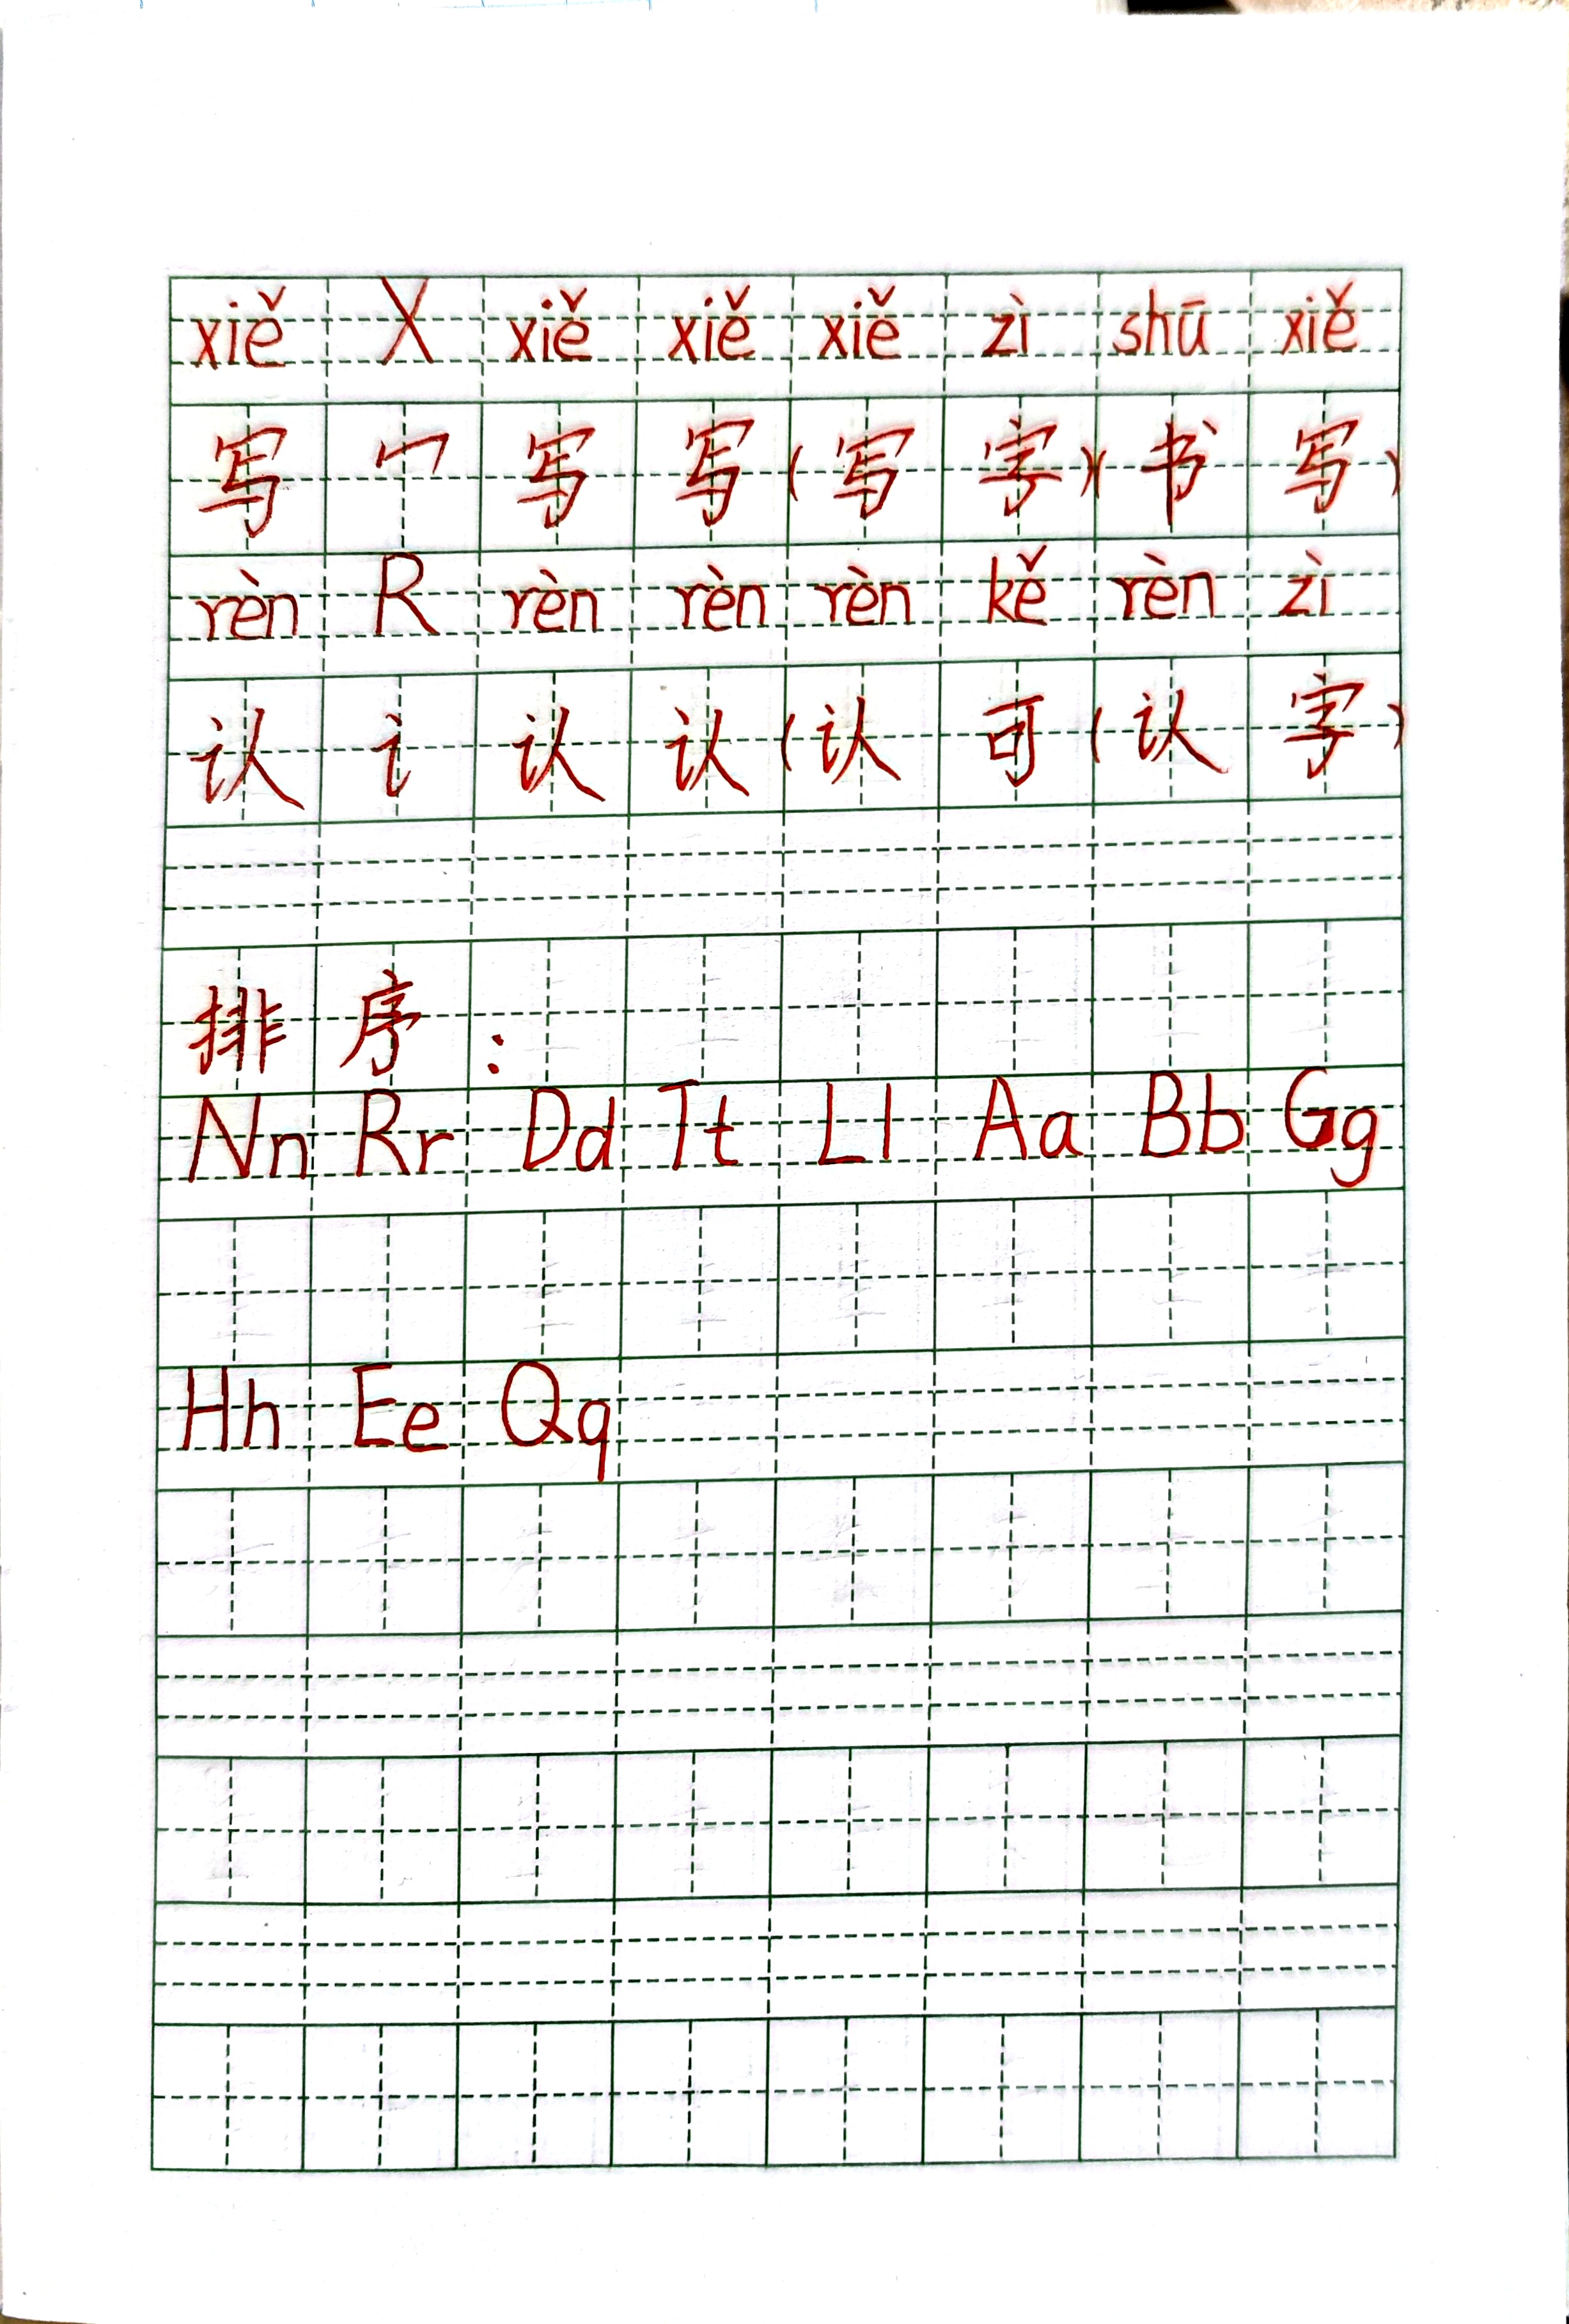 xiě X xiě xiě xiě zì shū xiě
写 冖 写 写 (写 字) (书 写)
rèn R rèn rèn rèn kě rèn zì
认 讠 认 认 (认 可 (认 字)
排 序 :
Nn Rr Dd Tt Ll Aa Bb Gg
Hh Ee Qq